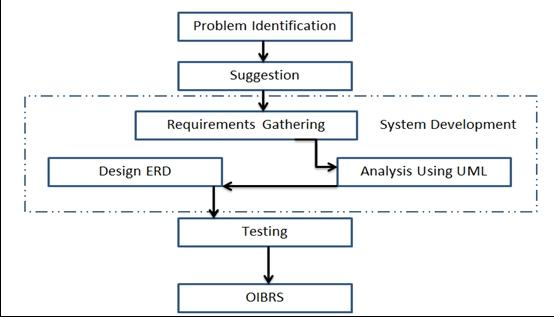 Problem Identification
Suggestion
Requirements Gathering
System Development
Design ERD
Analysis Using UML
Testing
OIBRS